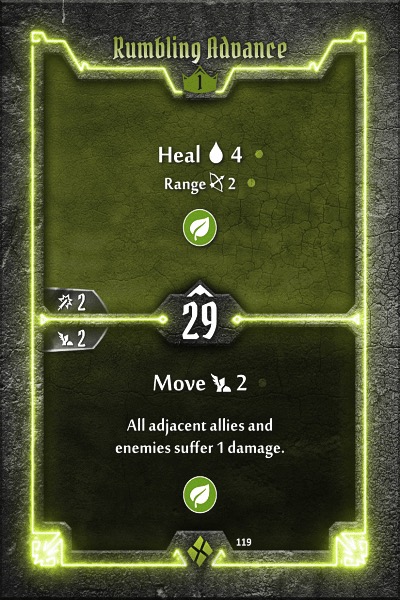 Rumbling Advance
1
Heal 4
Range 2
2
29
2
Move 2
All adjacent allies and
enemies suffer 1 damage.
119